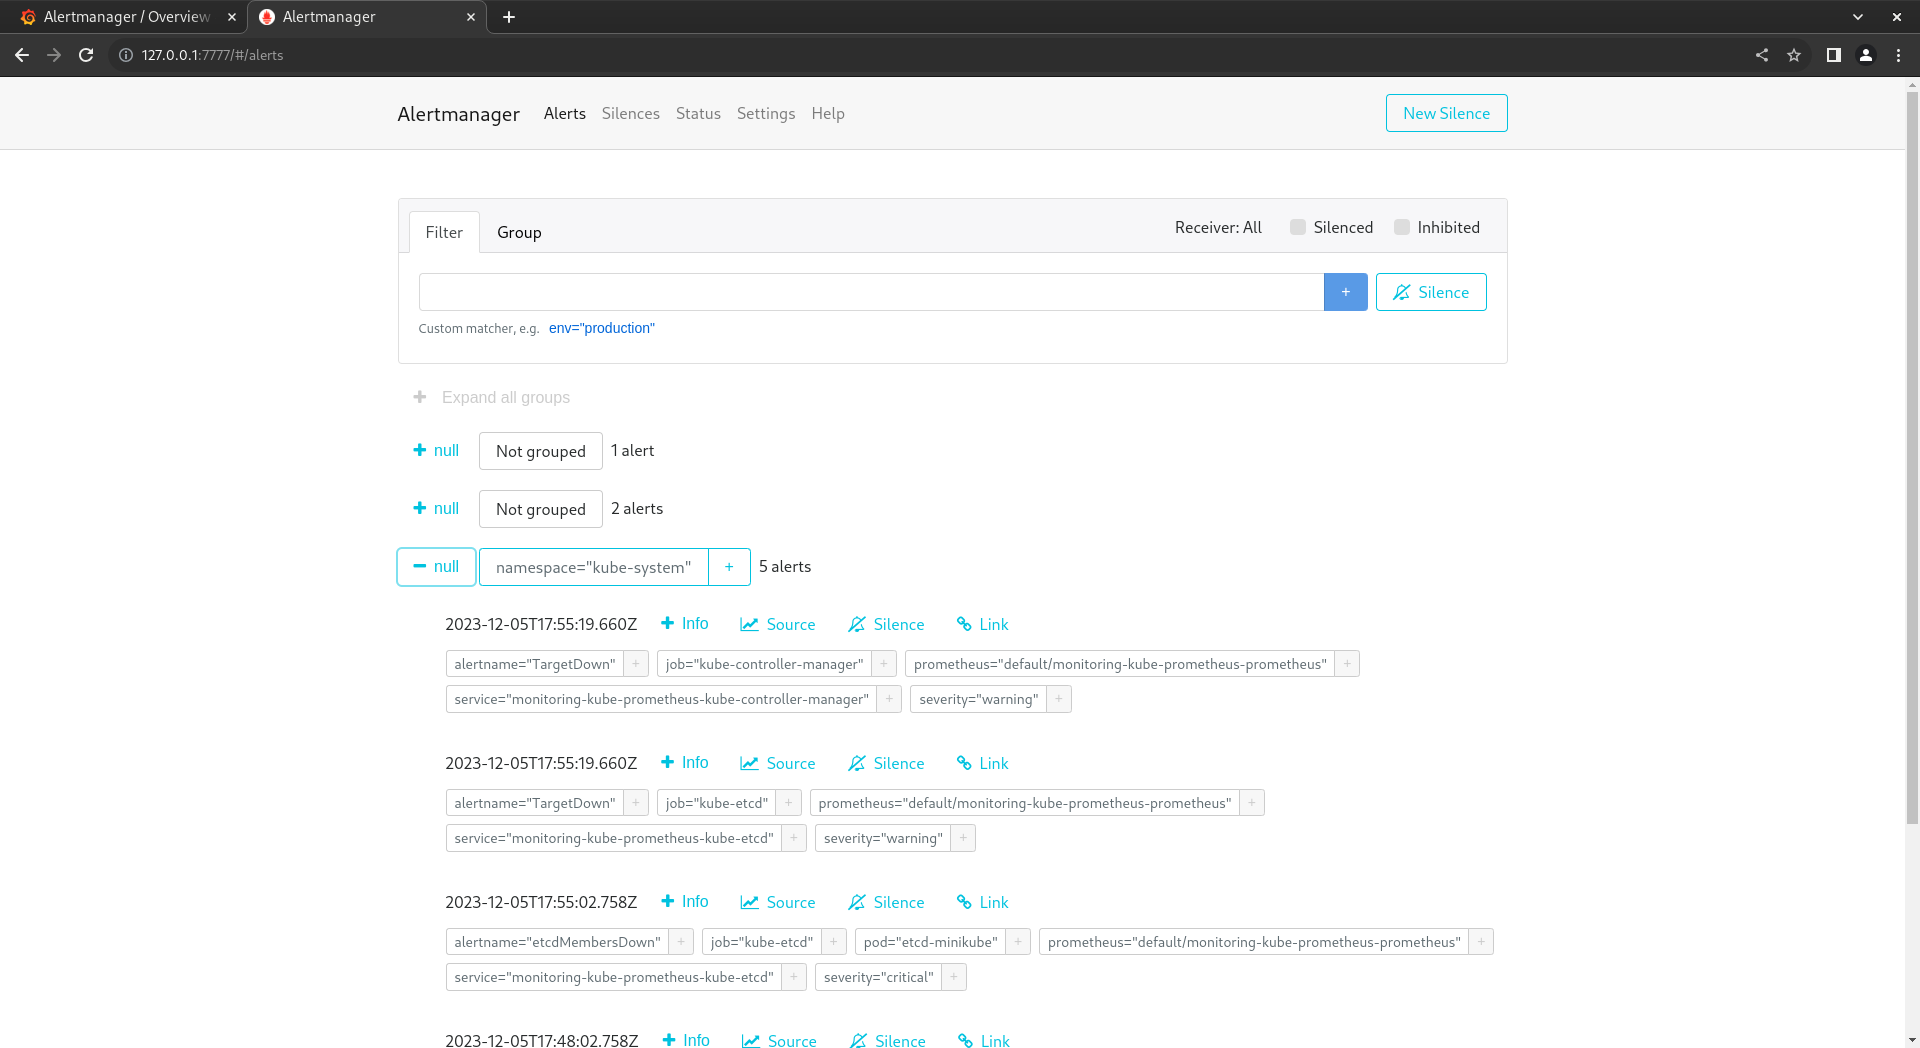 Alertmanager / Overview
Alertmanager
127.0.0.1:7777/#/alerts
Alertmanager Alerts Silences Status Settings Help New Silence
Filter Group Receiver: All Silenced Inhibited
+ Silence
Custom matcher, e.g. env="production"
+ Expand all groups
+ null Not grouped 1 alert
+ null Not grouped 2 alerts
− null namespace="kube-system" + 5 alerts
2023-12-05T17:55:19.660Z + Info Source Silence Link
alertname="TargetDown" + job="kube-controller-manager" + prometheus="default/monitoring-kube-prometheus-prometheus" +
service="monitoring-kube-prometheus-kube-controller-manager" + severity="warning" +
2023-12-05T17:55:19.660Z + Info Source Silence Link
alertname="TargetDown" + job="kube-etcd" + prometheus="default/monitoring-kube-prometheus-prometheus" +
service="monitoring-kube-prometheus-kube-etcd" + severity="warning" +
2023-12-05T17:55:02.758Z + Info Source Silence Link
alertname="etcdMembersDown" + job="kube-etcd" + pod="etcd-minikube" + prometheus="default/monitoring-kube-prometheus-prometheus" +
service="monitoring-kube-prometheus-kube-etcd" + severity="critical" +
2023-12-05T17:48:02.758Z + Info Source Silence Link